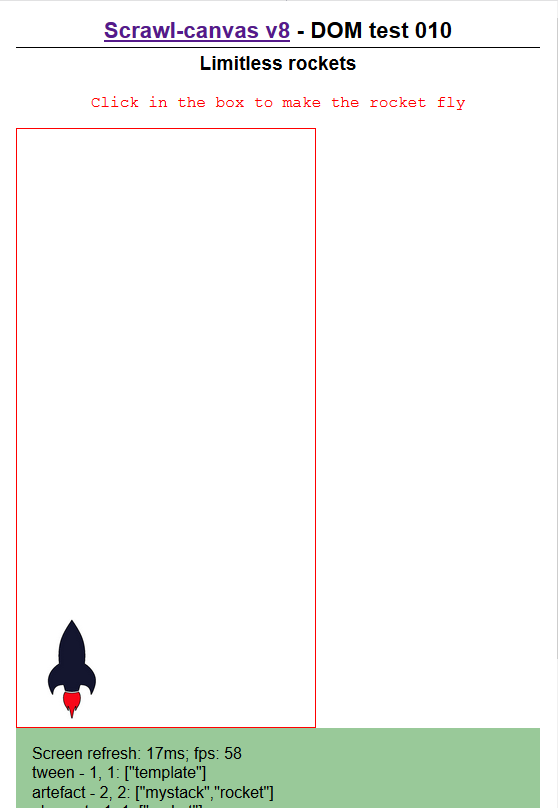 Scrawl-canvas v8 - DOM test 010
Limitless rockets
Click in the box to make the rocket fly
Screen refresh: 17ms; fps: 58
tween - 1, 1: ["template"]
artefact - 2, 2: ["mystack","rocket"]